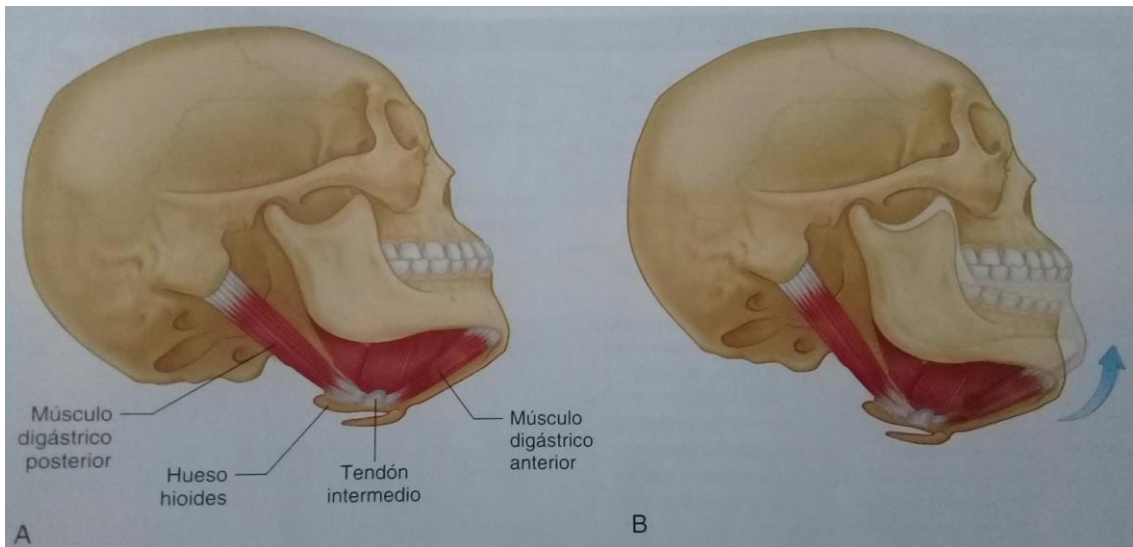 Músculo
digástrico
posterior
Hueso
hioides
Tendón
intermedio
Músculo
digástrico
anterior
A
B